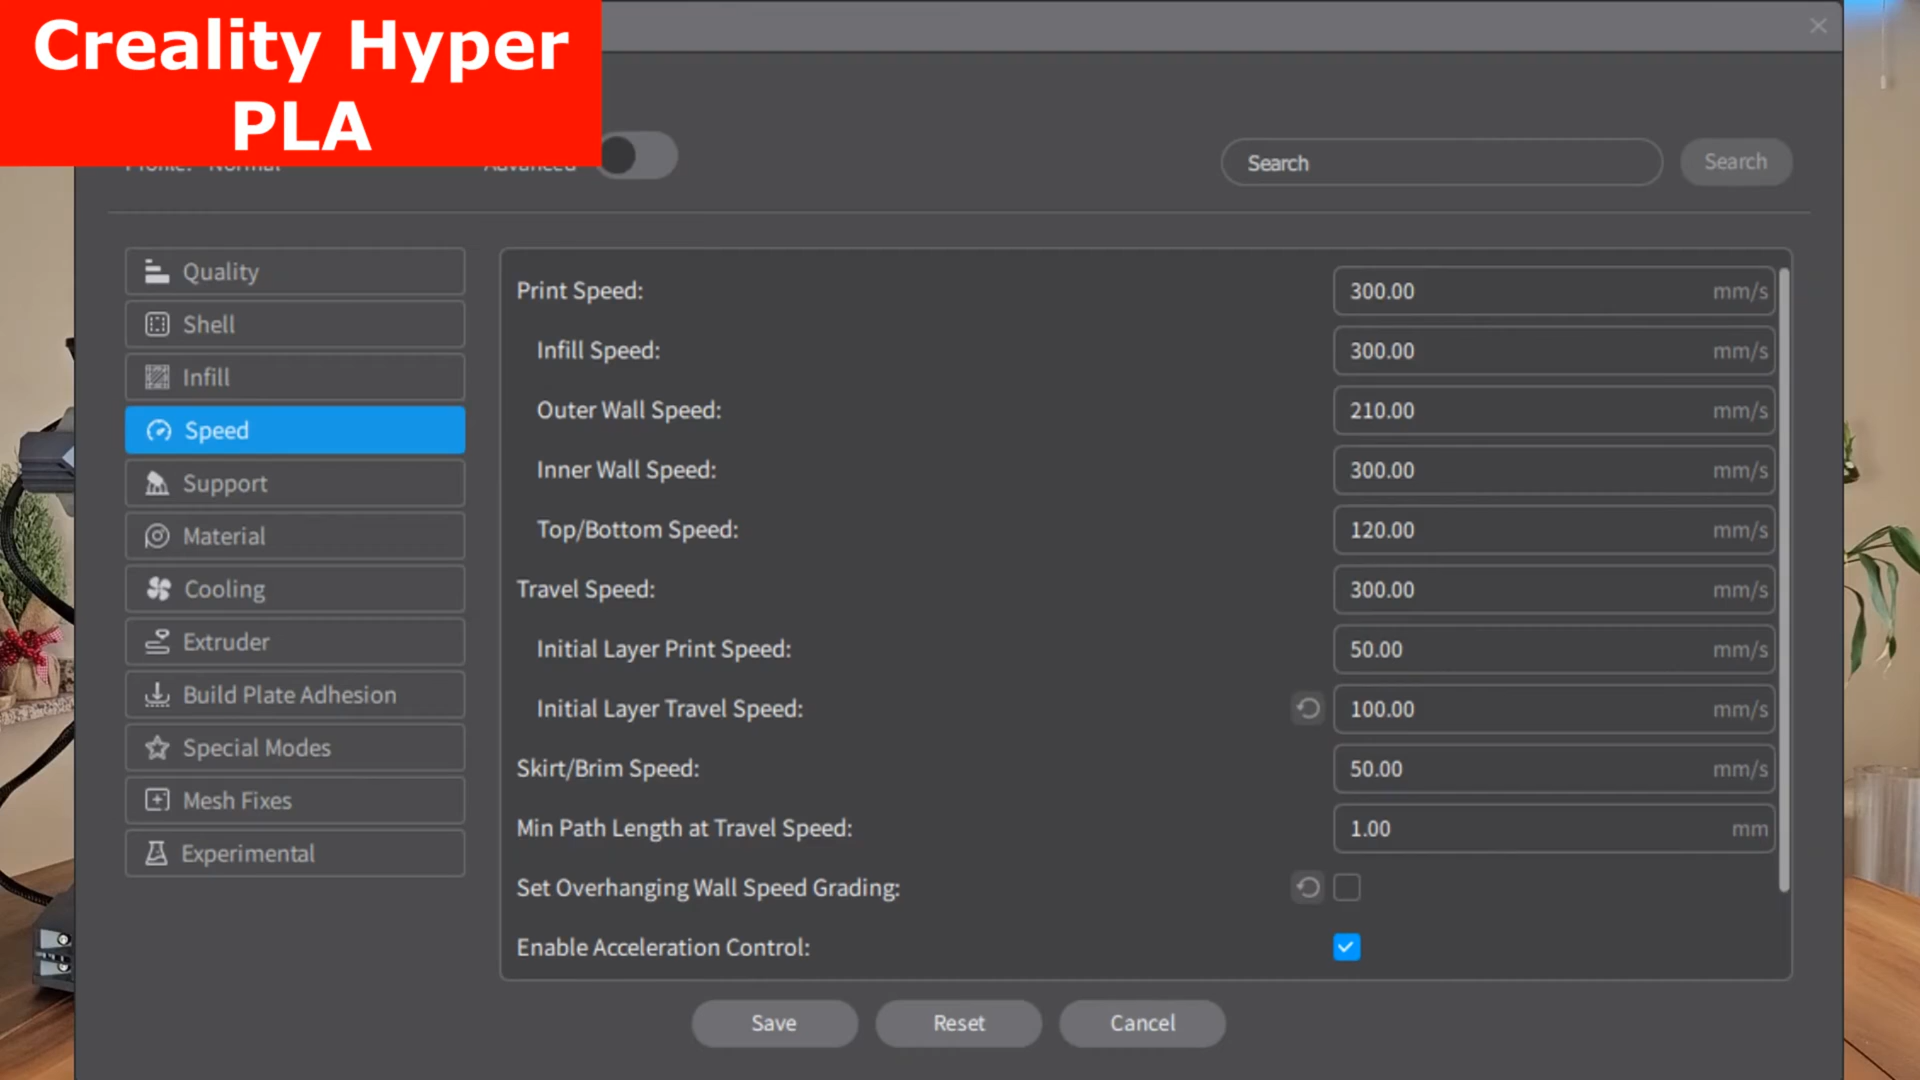 Creality Hyper
PLA
Profile: Normal
Advanced
Search
Search
Quality
Shell
Infill
Speed
Support
Material
Cooling
Extruder
Build Plate Adhesion
Special Modes
Mesh Fixes
Experimental
Print Speed: 300.00 mm/s
Infill Speed: 300.00 mm/s
Outer Wall Speed: 210.00 mm/s
Inner Wall Speed: 300.00 mm/s
Top/Bottom Speed: 120.00 mm/s
Travel Speed: 300.00 mm/s
Initial Layer Print Speed: 50.00 mm/s
Initial Layer Travel Speed: 100.00 mm/s
Skirt/Brim Speed: 50.00 mm/s
Min Path Length at Travel Speed: 1.00 mm
Set Overhanging Wall Speed Grading:
Enable Acceleration Control:
Save Reset Cancel